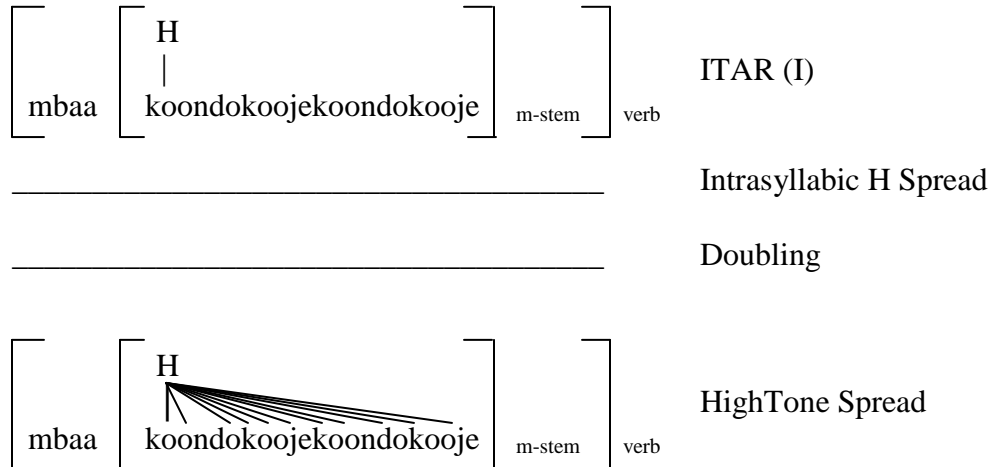 H
ITAR (I)
mbaa koondokoojekoondokooje m-stem verb
Intrasyllabic H Spread
Doubling
H
HighTone Spread
mbaa koondokoojekoondokooje m-stem verb